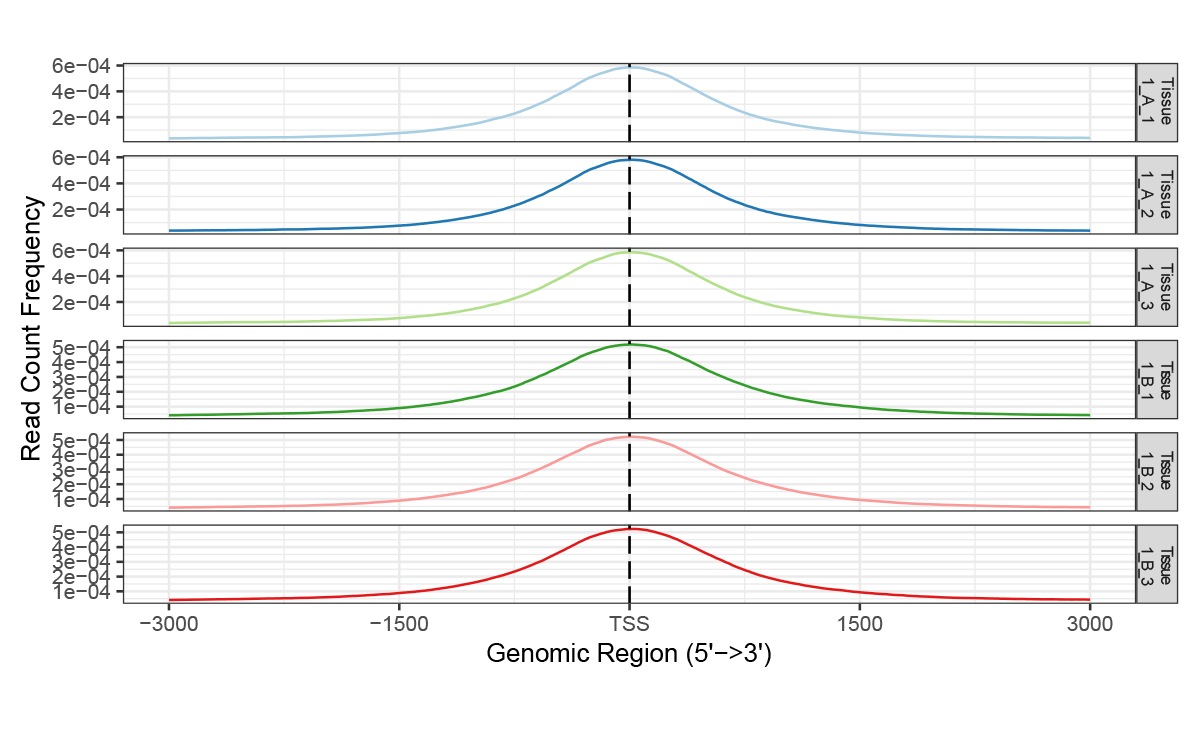 Read Count Frequency
6e−04
4e−04
2e−04
Tissue
1_A_1
6e−04
4e−04
2e−04
Tissue
1_A_2
6e−04
4e−04
2e−04
Tissue
1_A_3
5e−04
4e−04
3e−04
2e−04
1e−04
Tissue
1_B_1
5e−04
4e−04
3e−04
2e−04
1e−04
Tissue
1_B_2
5e−04
4e−04
3e−04
2e−04
1e−04
Tissue
1_B_3
−3000 −1500 TSS 1500 3000
Genomic Region (5'−>3')